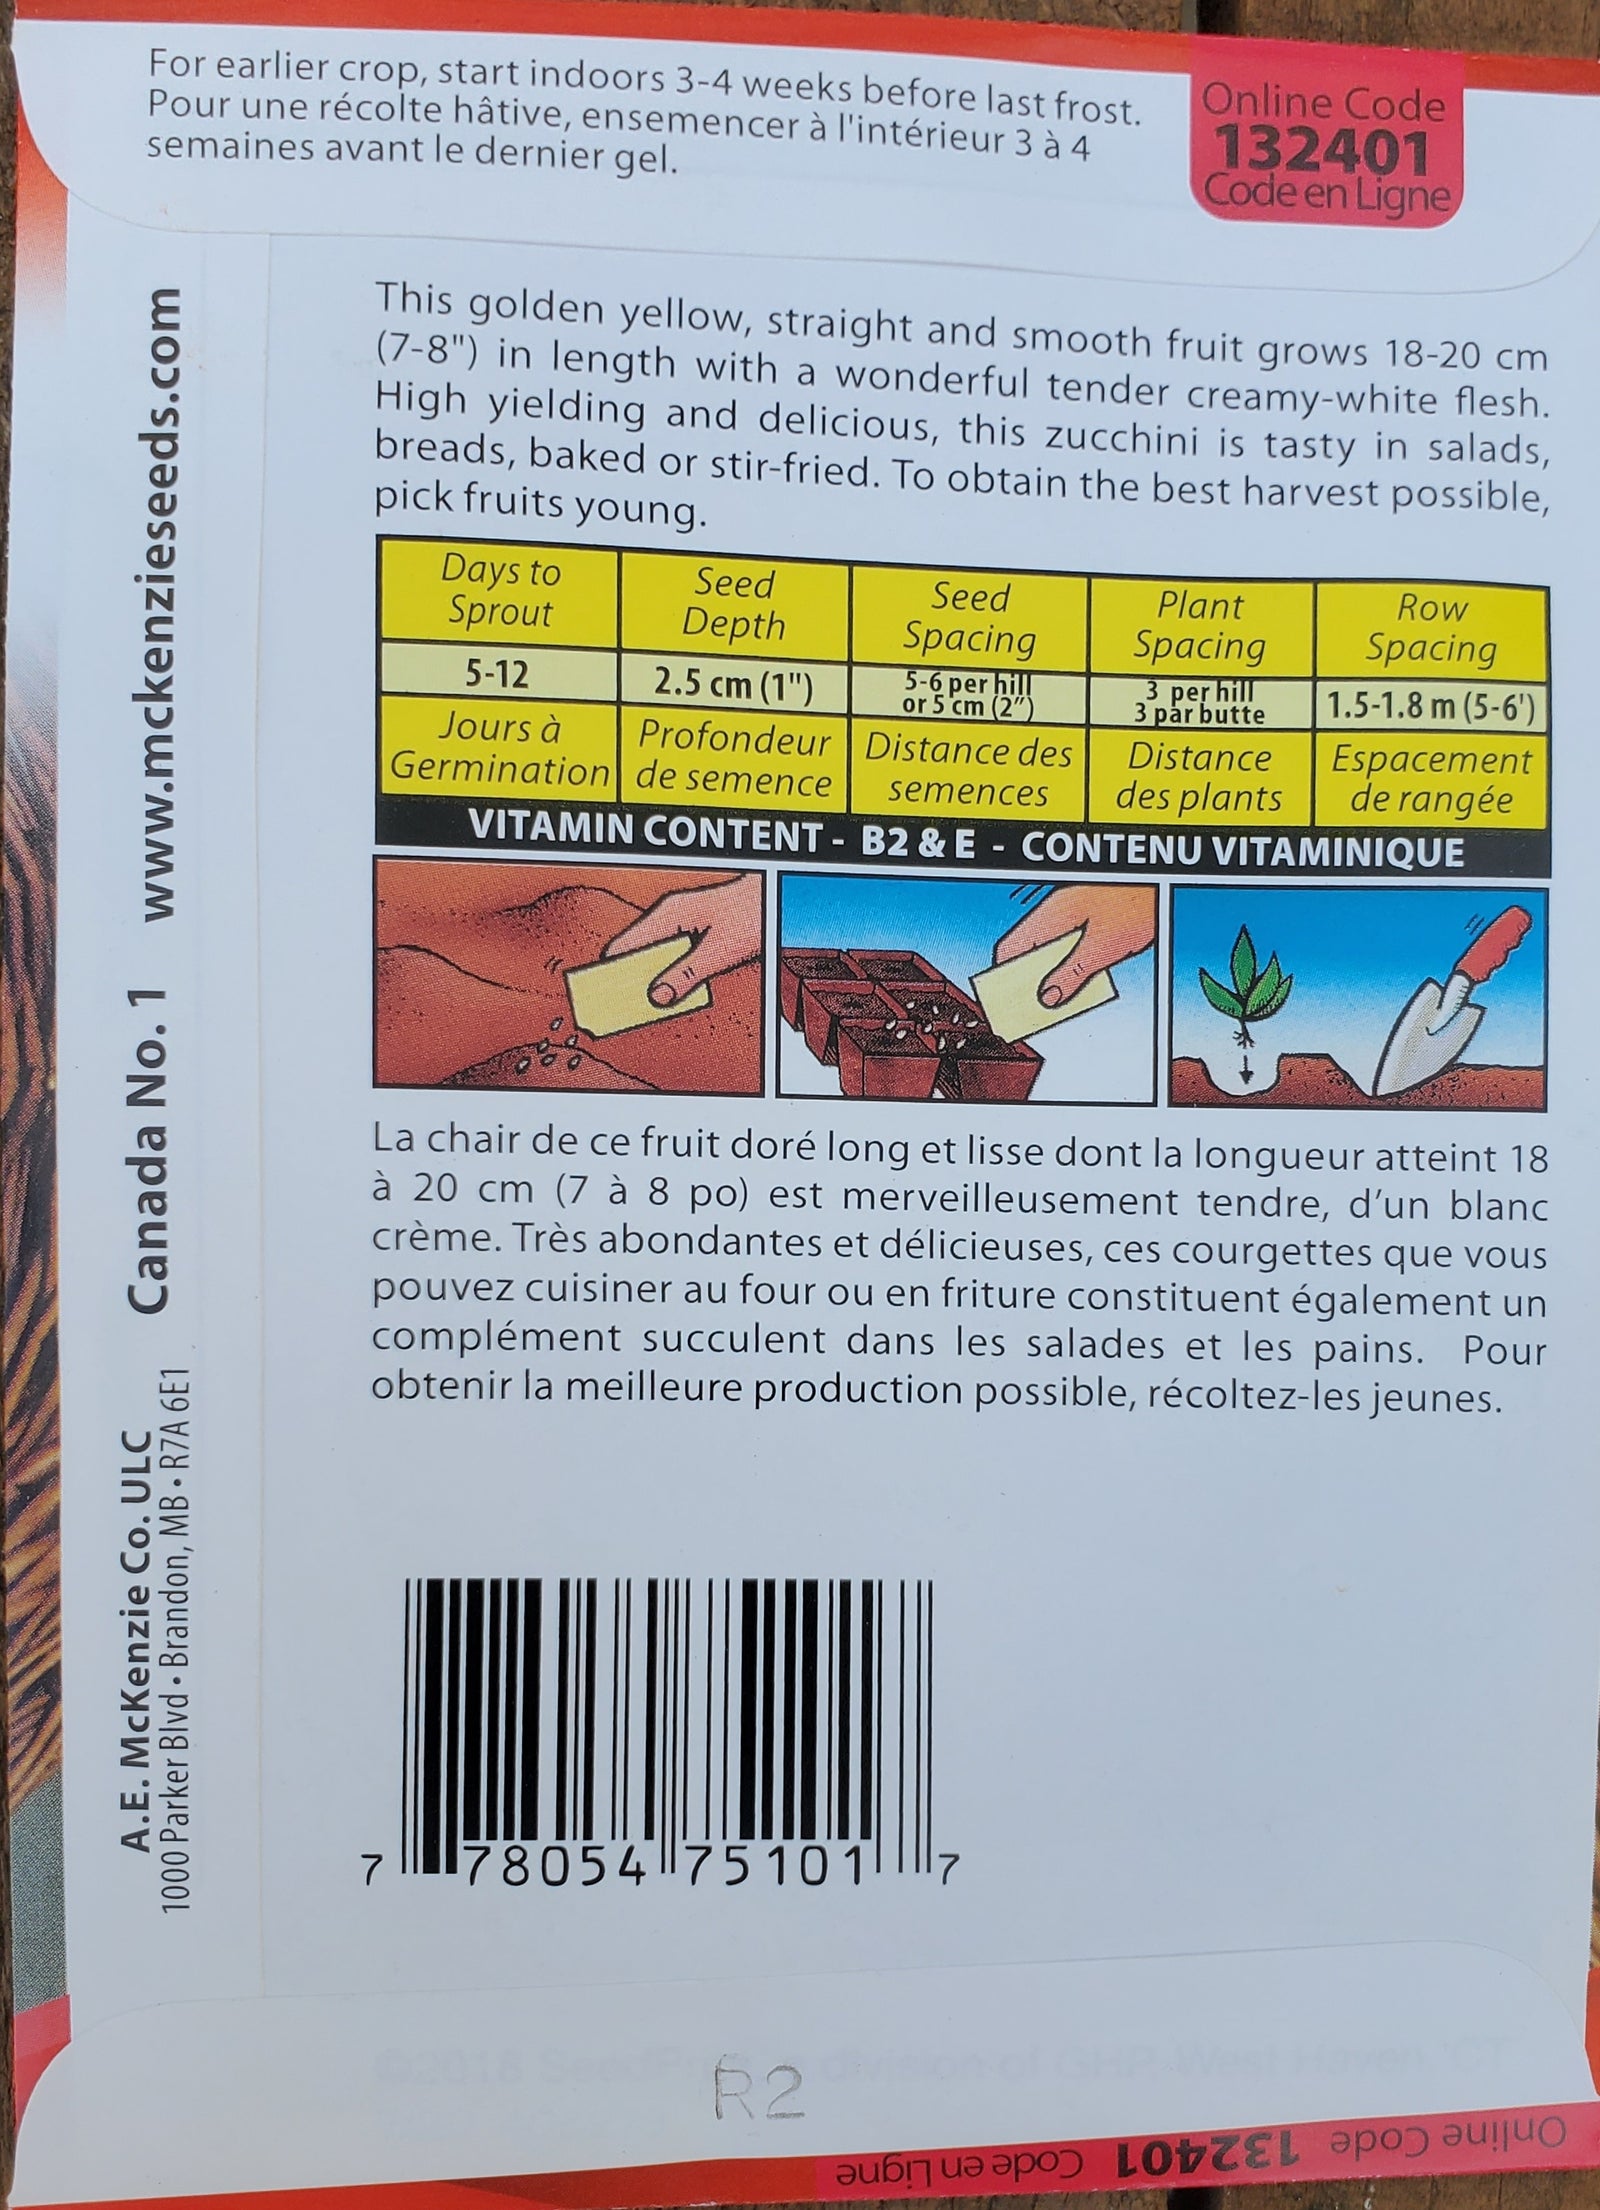 For earlier crop, start indoors 3-4 weeks before last frost.
Pour une récolte hâtive, ensemencer à l'intérieur 3 à 4
semaines avant le dernier gel.
Online Code
132401
Code en Ligne
This golden yellow, straight and smooth fruit grows 18-20 cm
(7-8") in length with a wonderful tender creamy-white flesh.
High yielding and delicious, this zucchini is tasty in salads,
breads, baked or stir-fried. To obtain the best harvest possible,
pick fruits young.
Days to
Sprout
Seed
Depth
Seed
Spacing
Plant
Spacing
Row
Spacing
5-12
2.5 cm (1")
5-6 per hill
or 5 cm (2")
3 per hill
3 par butte
1.5-1.8 m (5-6')
Jours à
Germination
Profondeur
de semence
Distance des
semences
Distance
des plants
Espacement
de rangée
VITAMIN CONTENT - B2 & E - CONTENU VITAMINIQUE
La chair de ce fruit doré long et lisse dont la longueur atteint 18
à 20 cm (7 à 8 po) est merveilleusement tendre, d'un blanc
crème. Très abondantes et délicieuses, ces courgettes que vous
pouvez cuisiner au four ou en friture constituent également un
complément succulent dans les salades et les pains. Pour
obtenir la meilleure production possible, récoltez-les jeunes.
7 78054 75101 7
A.E. McKenzie Co. ULC
1000 Parker Blvd • Brandon, MB • R7A 6E1
Canada No. 1
www.mckenzieseeds.com
R2
Online Code 132401 Code en Ligne